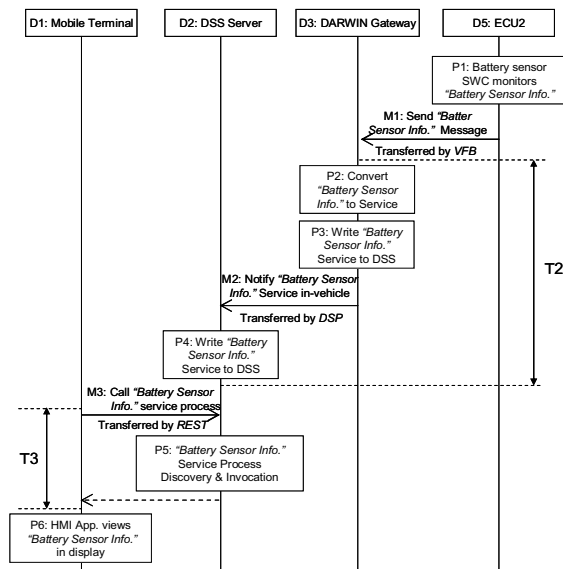 D1: Mobile Terminal
D2: DSS Server
D3: DARWIN Gateway
D5: ECU2
P1: Battery sensor
SWC monitors
“Battery Sensor Info.”
M1: Send “Batter
Sensor Info.” Message
Transferred by VFB
P2: Convert
“Battery Sensor
Info.” to Service
P3: Write “Battery
Sensor Info.”
Service to DSS
T2
M2: Notify “Battery Sensor
Info.” Service in-vehicle
Transferred by DSP
P4: Write “Battery
Sensor Info.”
Service to DSS
M3: Call “Battery Sensor
Info.” service process
Transferred by REST
T3
P5: “Battery Sensor Info.”
Service Process
Discovery & Invocation
P6: HMI App. views
“Battery Sensor Info.”
in display